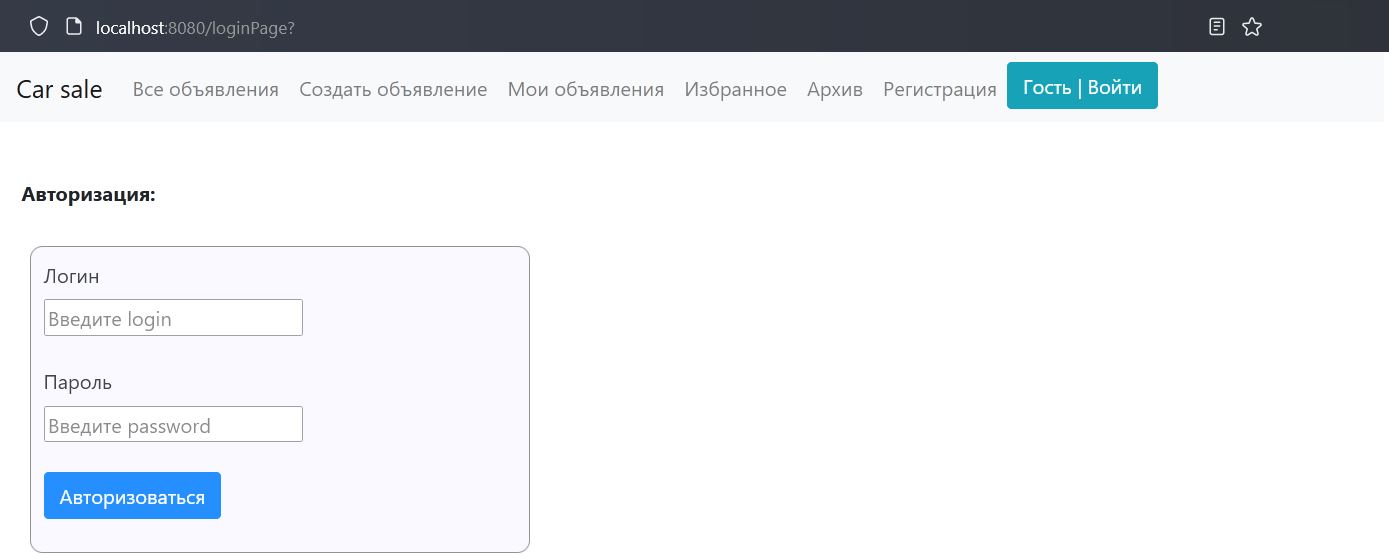 localhost:8080/loginPage?
Car sale Все объявления Создать объявление Мои объявления Избранное Архив Регистрация Гость | Войти
Авторизация:
Логин
Введите login
Пароль
Введите password
Авторизоваться